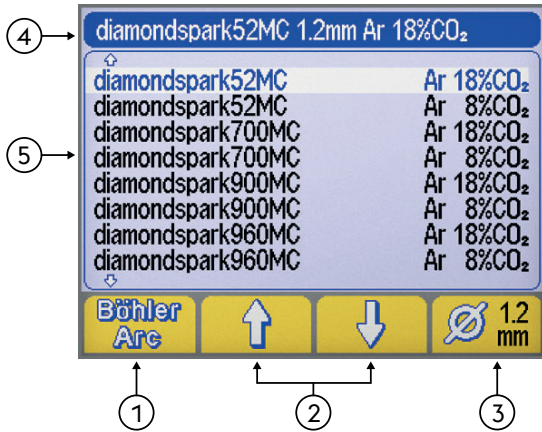 4
diamondspark52MC 1.2mm Ar 18%CO₂
5
diamondspark52MC Ar 18%CO₂
diamondspark52MC Ar 8%CO₂
diamondspark700MC Ar 18%CO₂
diamondspark700MC Ar 8%CO₂
diamondspark900MC Ar 18%CO₂
diamondspark900MC Ar 8%CO₂
diamondspark960MC Ar 18%CO₂
diamondspark960MC Ar 8%CO₂
Böhler
Arc
Ø 1.2
mm
1
2
3